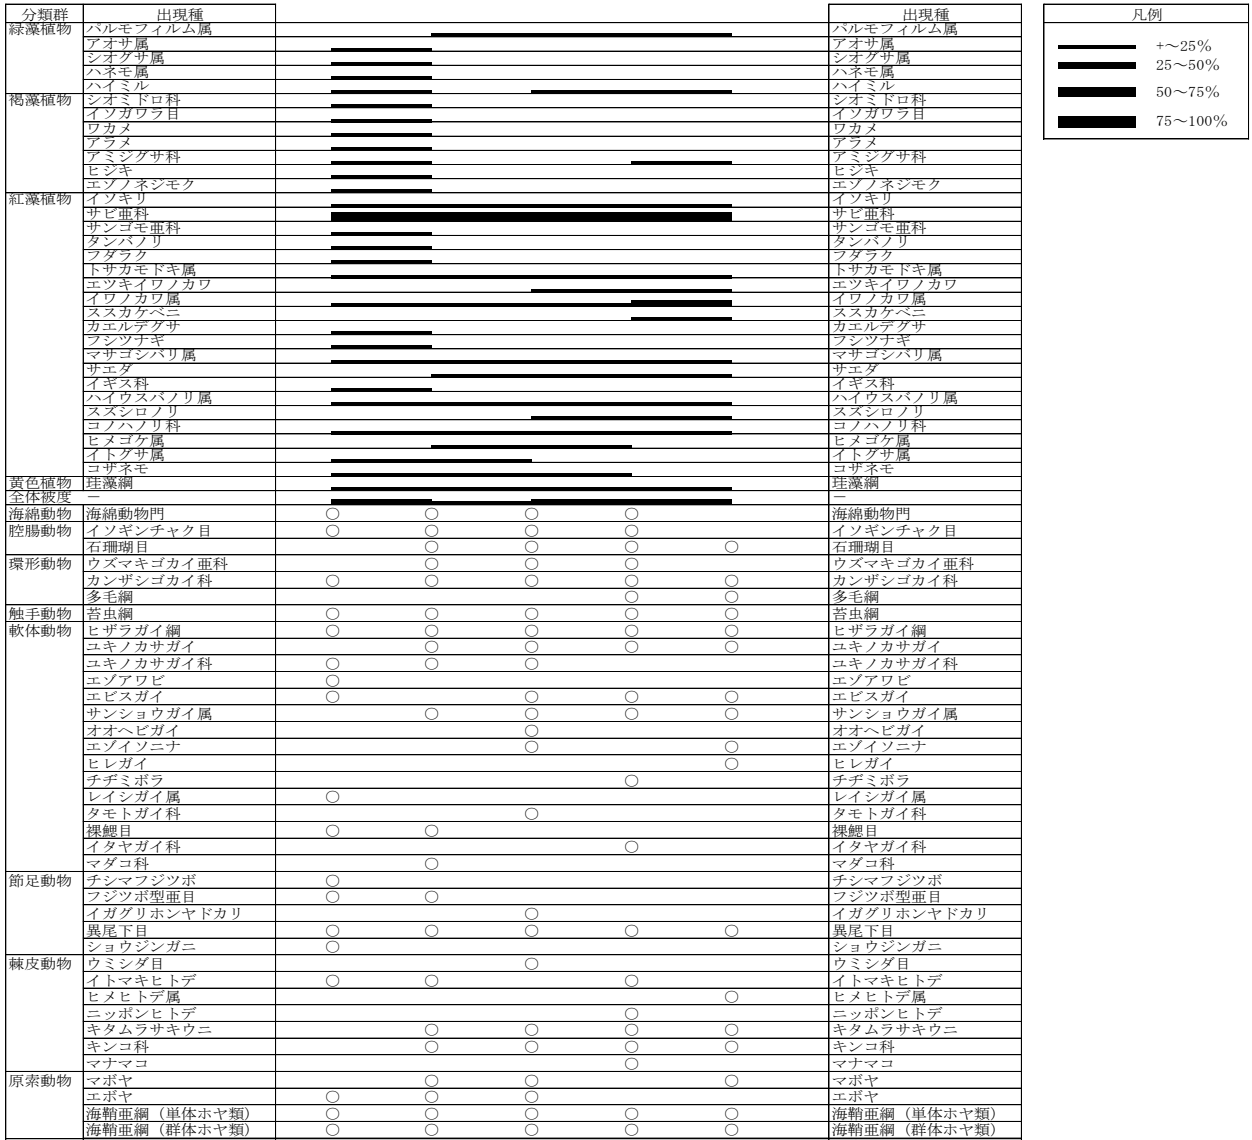 分類群 出現種 出現種 凡例
緑藻植物 パルモフィルム属 パルモフィルム属
アオサ属 アオサ属
シオグサ属 シオグサ属
ハネモ属 ハネモ属
ハイミル ハイミル
褐藻植物 シオミドロ科 シオミドロ科
イソガワラ目 イソガワラ目
ワカメ ワカメ
アラメ アラメ
アミジグサ科 アミジグサ科
ヒジキ ヒジキ
エゾノネジモク エゾノネジモク
紅藻植物 イソキリ イソキリ
サビ亜科 サビ亜科
サンゴモ亜科 サンゴモ亜科
タンバノリ タンバノリ
フダラク フダラク
トサカモドキ属 トサカモドキ属
エツキイワノカワ エツキイワノカワ
イワノカワ属 イワノカワ属
ススカケベニ ススカケベニ
カエルデグサ カエルデグサ
フシツナギ フシツナギ
マサゴシバリ属 マサゴシバリ属
サエダ サエダ
イギス科 イギス科
ハイウスバノリ属 ハイウスバノリ属
スズシロノリ スズシロノリ
コノハノリ科 コノハノリ科
ヒメゴケ属 ヒメゴケ属
イトグサ属 イトグサ属
コザネモ コザネモ
黄色植物 珪藻綱 珪藻綱
全体被度 － －
海綿動物 海綿動物門 ○ ○ ○ ○ 海綿動物門
腔腸動物 イソギンチャク目 ○ ○ ○ ○ イソギンチャク目
石珊瑚目 ○ ○ ○ ○ 石珊瑚目
環形動物 ウズマキゴカイ亜科 ○ ○ ○ ウズマキゴカイ亜科
カンザシゴカイ科 ○ ○ ○ ○ ○ カンザシゴカイ科
多毛綱 ○ ○ 多毛綱
触手動物 苔虫綱 ○ ○ ○ ○ ○ 苔虫綱
軟体動物 ヒザラガイ綱 ○ ○ ○ ○ ○ ヒザラガイ綱
ユキノカサガイ ○ ○ ○ ○ ユキノカサガイ
ユキノカサガイ科 ○ ○ ○ ユキノカサガイ科
エゾアワビ ○ エゾアワビ
エビスガイ ○ ○ ○ ○ エビスガイ
サンショウガイ属 ○ ○ ○ ○ サンショウガイ属
オオヘビガイ ○ オオヘビガイ
エゾイソニナ ○ ○ エゾイソニナ
ヒレガイ ○ ヒレガイ
チヂミボラ ○ チヂミボラ
レイシガイ属 ○ レイシガイ属
タモトガイ科 ○ タモトガイ科
裸鰓目 ○ ○ 裸鰓目
イタヤガイ科 ○ イタヤガイ科
マダコ科 ○ マダコ科
節足動物 チシマフジツボ ○ チシマフジツボ
フジツボ型亜目 ○ ○ フジツボ型亜目
イガグリホンヤドカリ ○ イガグリホンヤドカリ
異尾下目 ○ ○ ○ ○ ○ 異尾下目
ショウジンガニ ○ ショウジンガニ
棘皮動物 ウミシダ目 ○ ウミシダ目
イトマキヒトデ ○ ○ ○ イトマキヒトデ
ヒメヒトデ属 ○ ヒメヒトデ属
ニッポンヒトデ ○ ニッポンヒトデ
キタムラサキウニ ○ ○ ○ ○ キタムラサキウニ
キンコ科 ○ ○ ○ ○ キンコ科
マナマコ ○ マナマコ
原索動物 マボヤ ○ ○ ○ マボヤ
エボヤ ○ ○ ○ エボヤ
海鞘亜綱（単体ホヤ類） ○ ○ ○ ○ ○ 海鞘亜綱（単体ホヤ類）
海鞘亜綱（群体ホヤ類） ○ ○ ○ ○ ○ 海鞘亜綱（群体ホヤ類）
+～25%
25～50%
50～75%
75～100%